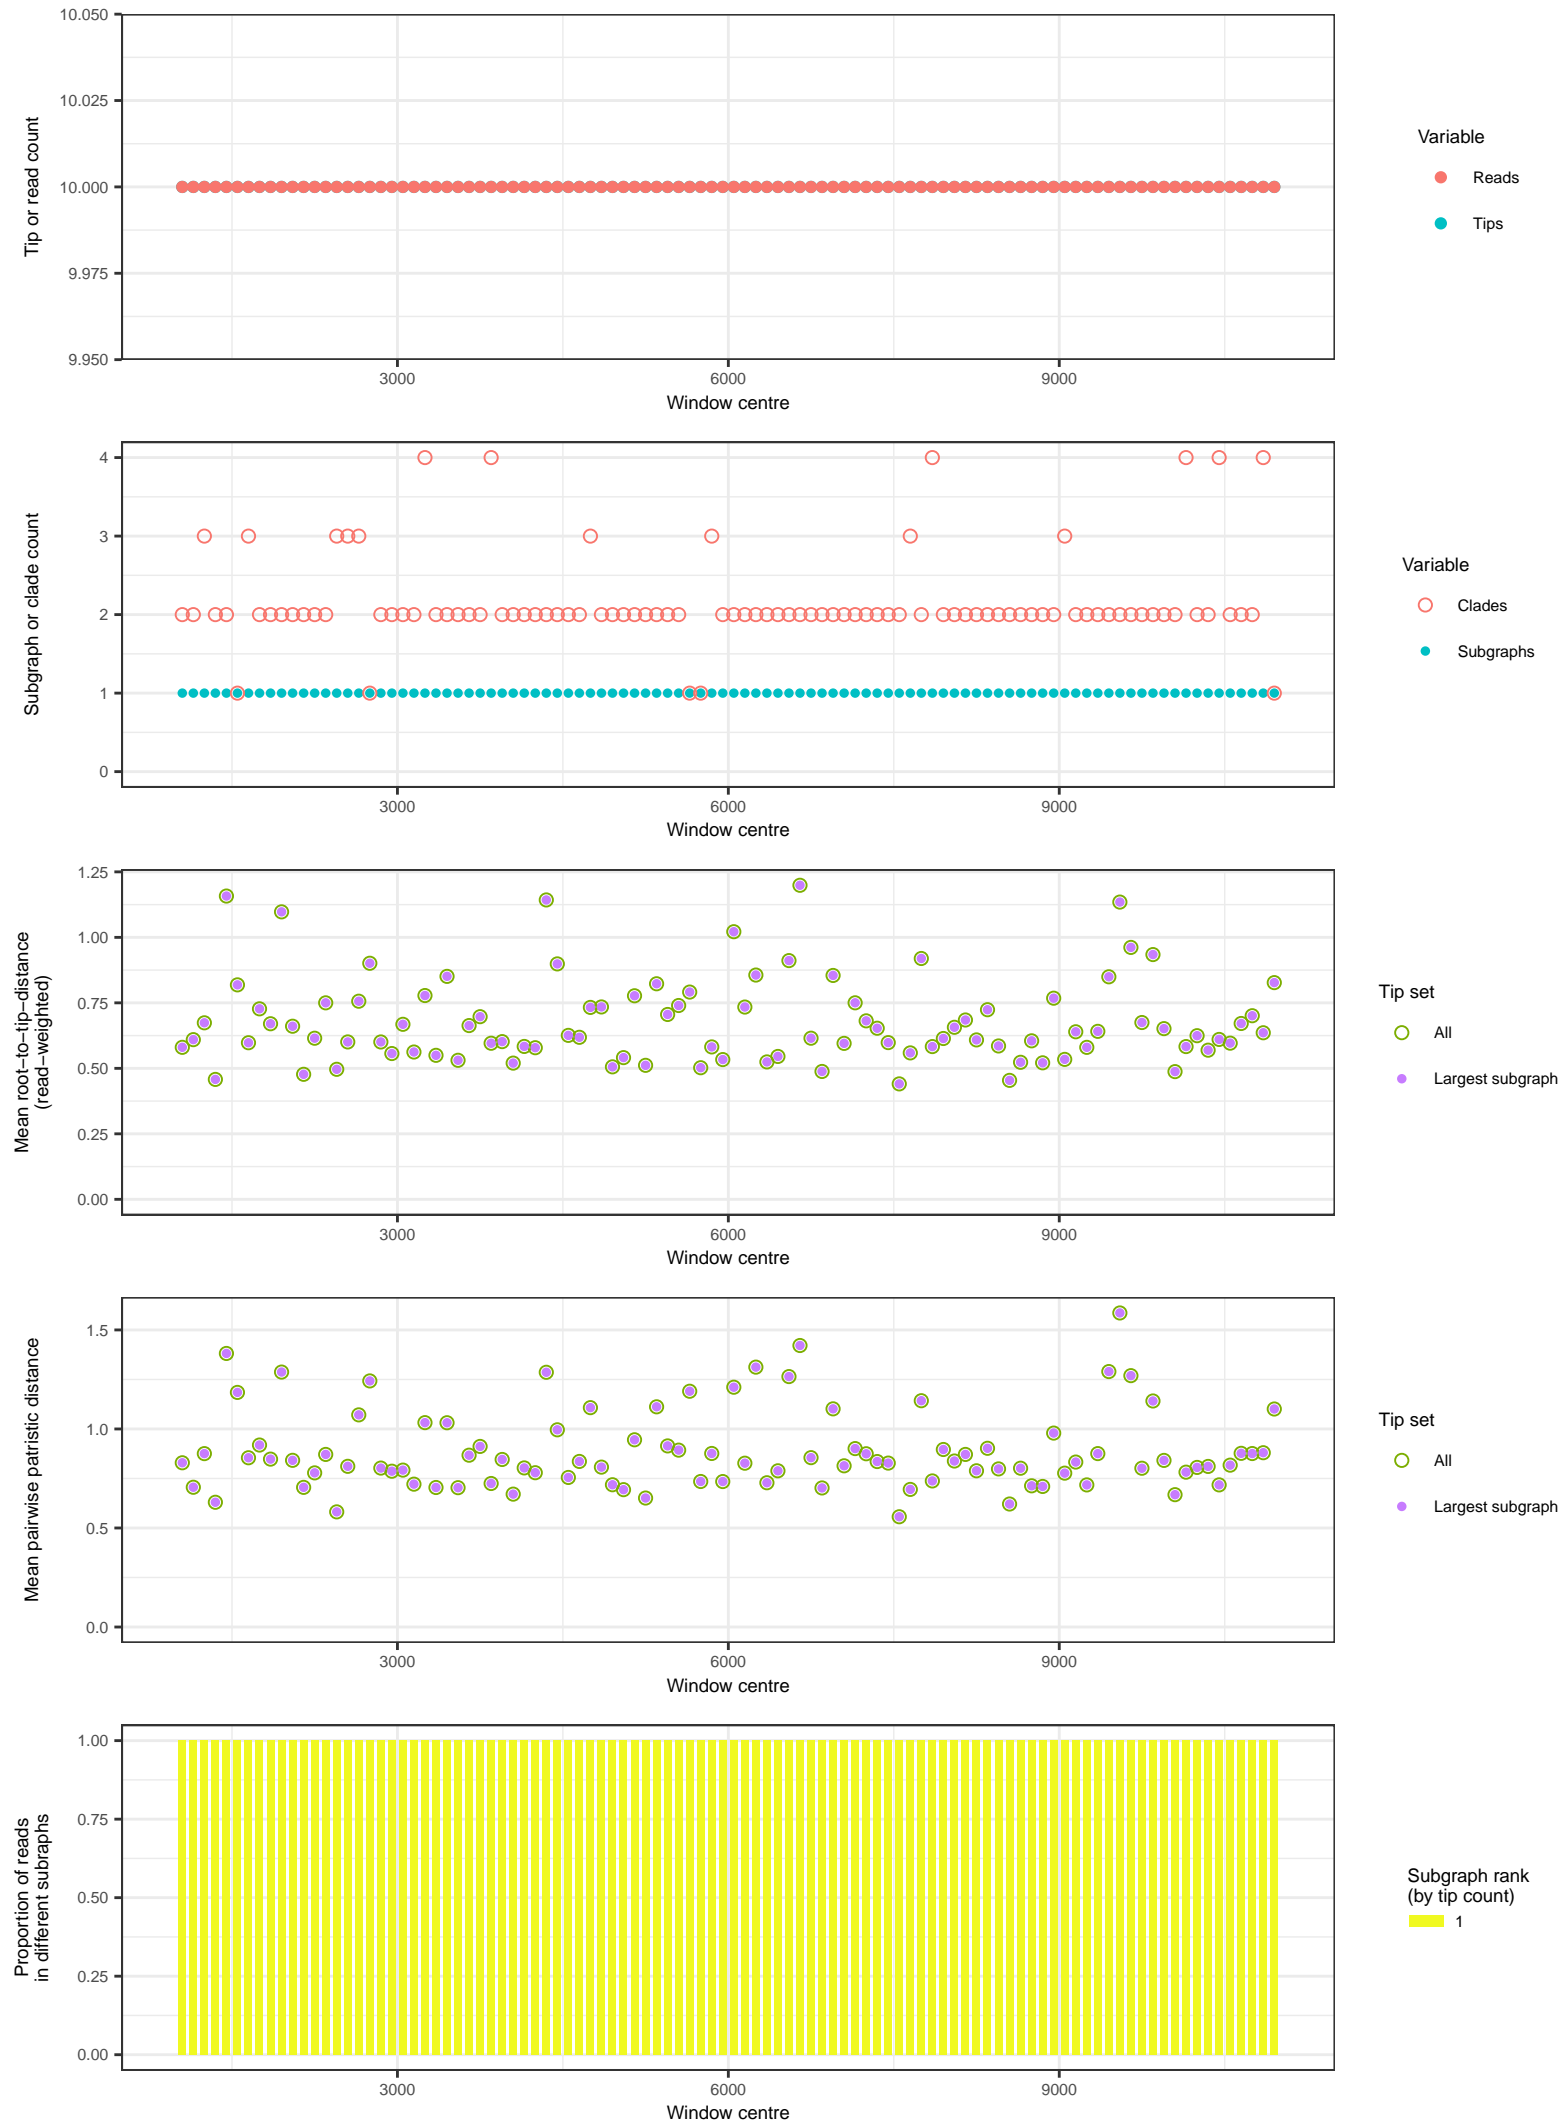 10.050
10.025
10.000
9.975
9.950
Tip or read count
3000
6000
9000
Window centre
Variable
Reads
Tips
4
3
2
1
0
Subgraph or clade count
3000
6000
9000
Window centre
Variable
Clades
Subgraphs
1.25
1.00
0.75
0.50
0.25
0.00
Mean root−to−tip−distance
(read−weighted)
3000
6000
9000
Window centre
Tip set
All
Largest subgraph
1.5
1.0
0.5
0.0
Mean pairwise patristic distance
3000
6000
9000
Window centre
Tip set
All
Largest subgraph
1.00
0.75
0.50
0.25
0.00
Proportion of reads
in different subraphs
3000
6000
9000
Window centre
Subgraph rank
(by tip count)
1